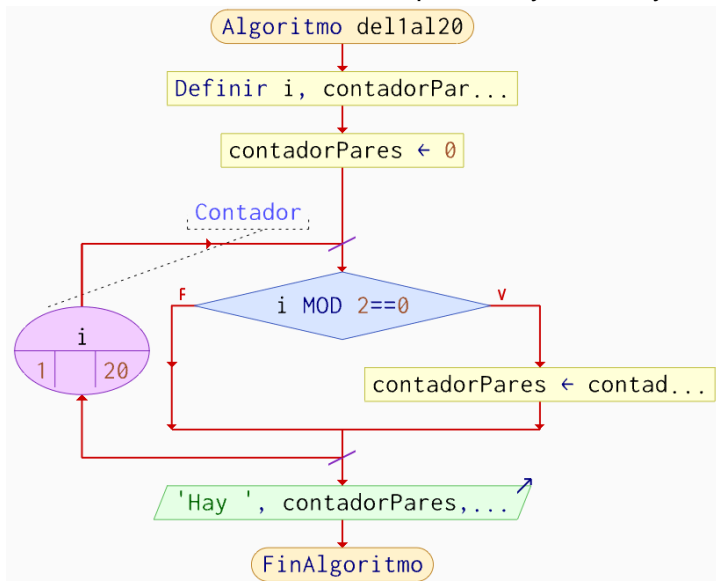 Algoritmo del1al20
Definir i, contadorPar...
contadorPares ← 0
Contador
F
i MOD 2==0
V
i
1 20
contadorPares ← contad...
'Hay ', contadorPares,...
FinAlgoritmo